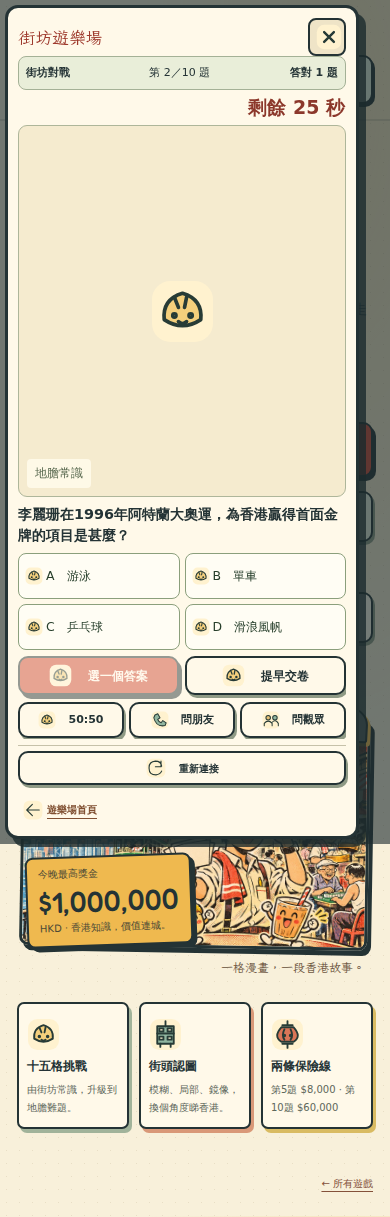 街坊遊樂場
街坊對戰 第 2／10 題 答對 1 題
剩餘 25 秒
地膽常識
李麗珊在1996年阿特蘭大奧運，為香港贏得首面金
牌的項目是甚麼？
A 游泳
B 單車
C 乒乓球
D 滑浪風帆
選一個答案
提早交卷
50:50
問朋友
問觀眾
重新連接
遊樂場首頁
今晚最高獎金
$1,000,000
HKD · 香港知識，價值連城。
一格漫畫，一段香港故事。
十五格挑戰
由街坊常識，升級到
地膽難題。
街頭認圖
模糊、局部、鏡像，
換個角度睇香港。
兩條保險線
第5題 $8,000 · 第
10題 $60,000
← 所有遊戲